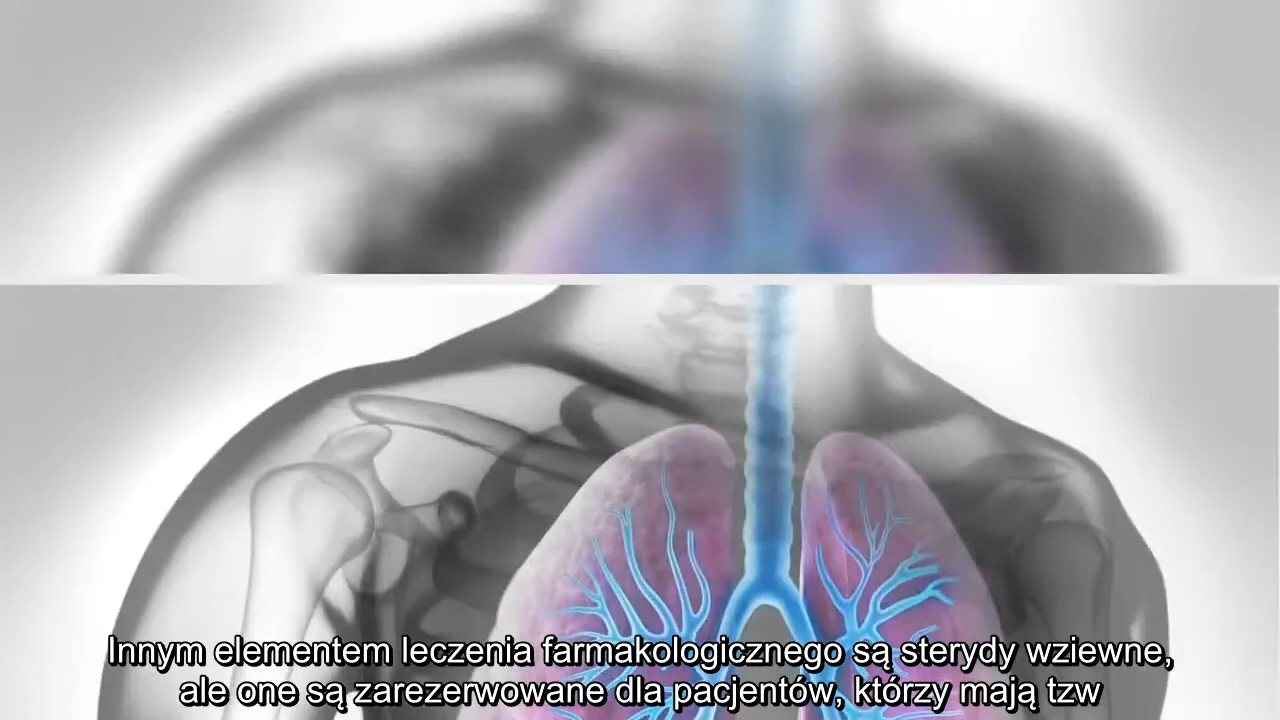 Innym elementem leczenia farmakologicznego są sterydy wziewne,
ale one są zarezerwowane dla pacjentów, którzy mają tzw